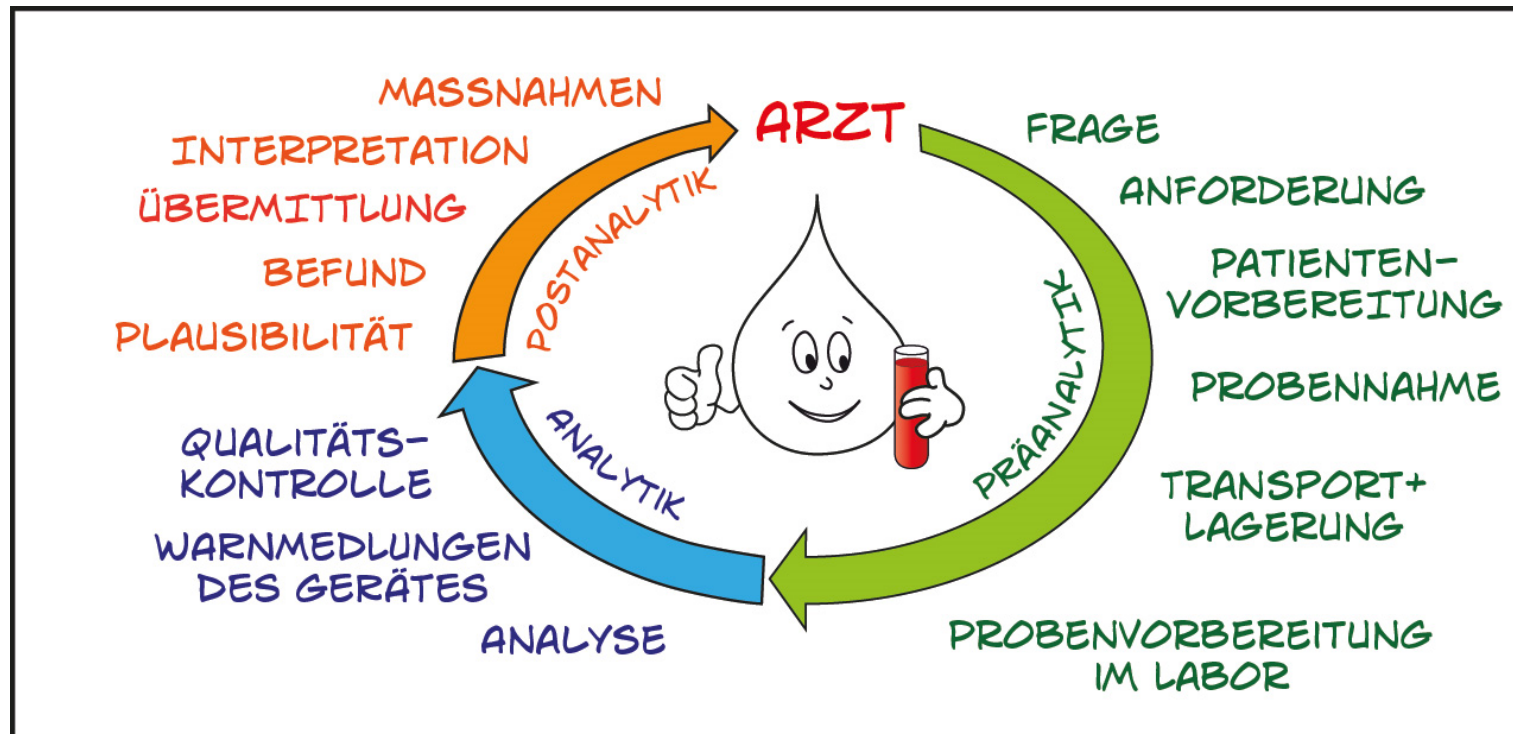 ARZT
FRAGE
ANFORDERUNG
PATIENTEN-
VORBEREITUNG
PROBENNAHME
TRANSPORT+
LAGERUNG
PROBENVORBEREITUNG
IM LABOR
PRÄANALYTIK
ANALYSE
WARNMEDLUNGEN
DES GERÄTES
QUALITÄTS-
KONTROLLE
ANALYTIK
PLAUSIBILITÄT
BEFUND
ÜBERMITTLUNG
INTERPRETATION
MASSNAHMEN
POSTANALYTIK